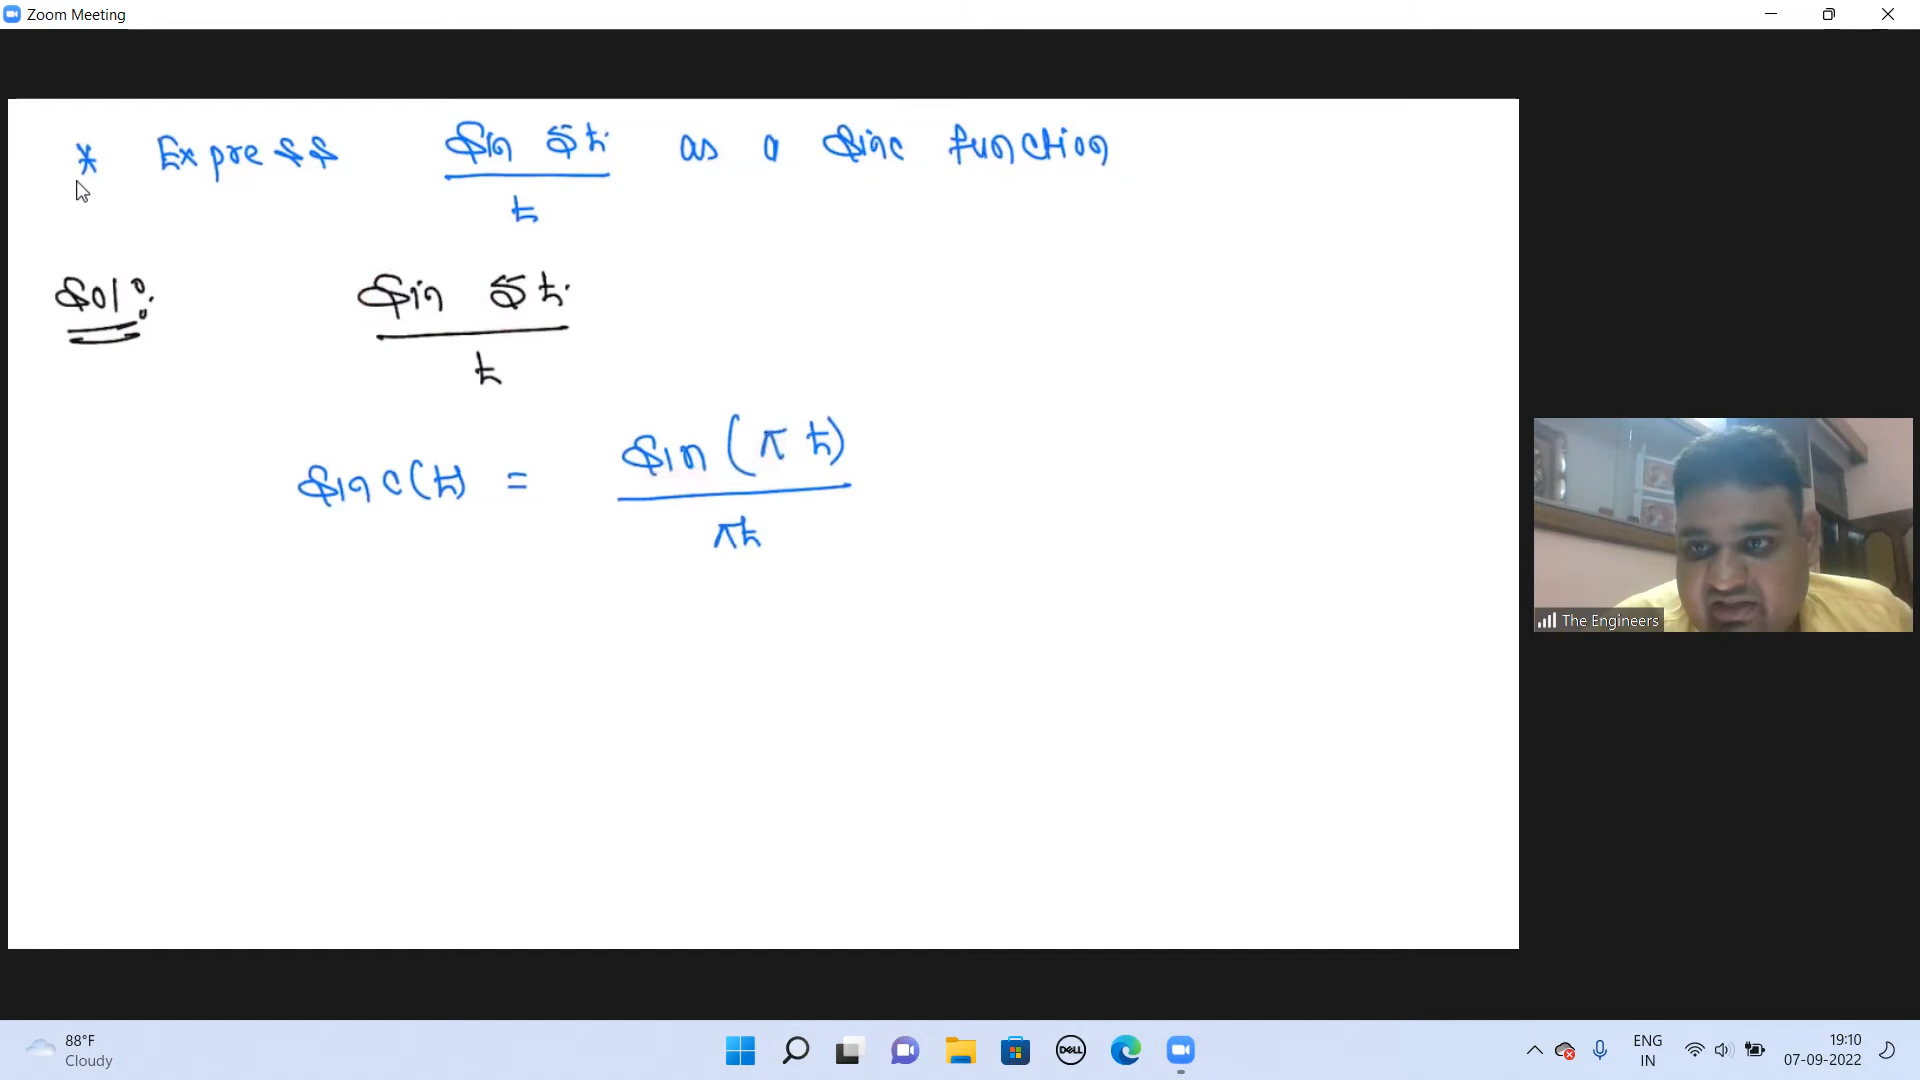 Zoom Meeting
* Express sin 5t as a sinc function
t
Sol:
sin 5t
t
sinc(t) = sin(πt)
πt
The Engineers
88°F
Cloudy
DELL
ENG
IN
19:10
07-09-2022